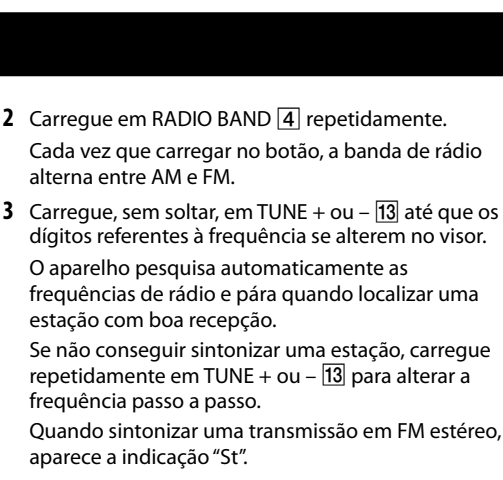 2 Carregue em RADIO BAND 4 repetidamente.
Cada vez que carregar no botão, a banda de rádio
alterna entre AM e FM.
3 Carregue, sem soltar, em TUNE + ou – 13 até que os
dígitos referentes à frequência se alterem no visor.
O aparelho pesquisa automaticamente as
frequências de rádio e pára quando localizar uma
estação com boa recepção.
Se não conseguir sintonizar uma estação, carregue
repetidamente em TUNE + ou – 13 para alterar a
frequência passo a passo.
Quando sintonizar uma transmissão em FM estéreo,
aparece a indicação “St”.